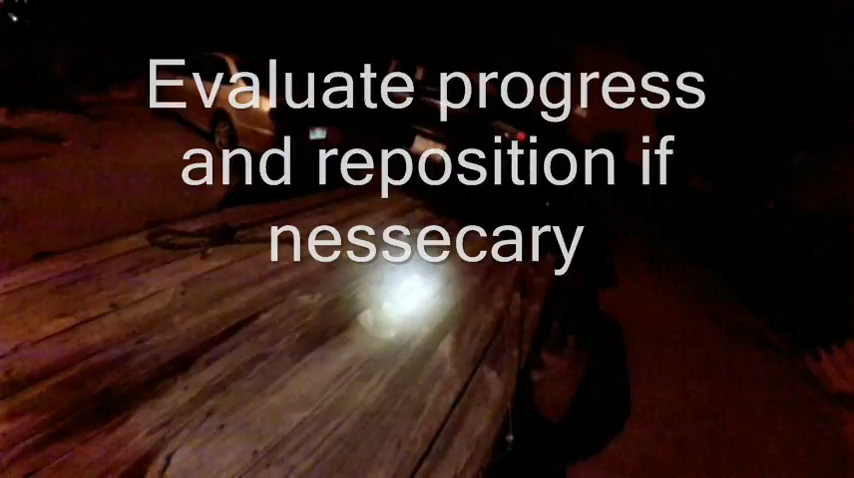 Evaluate progress
and reposition if
nessecary